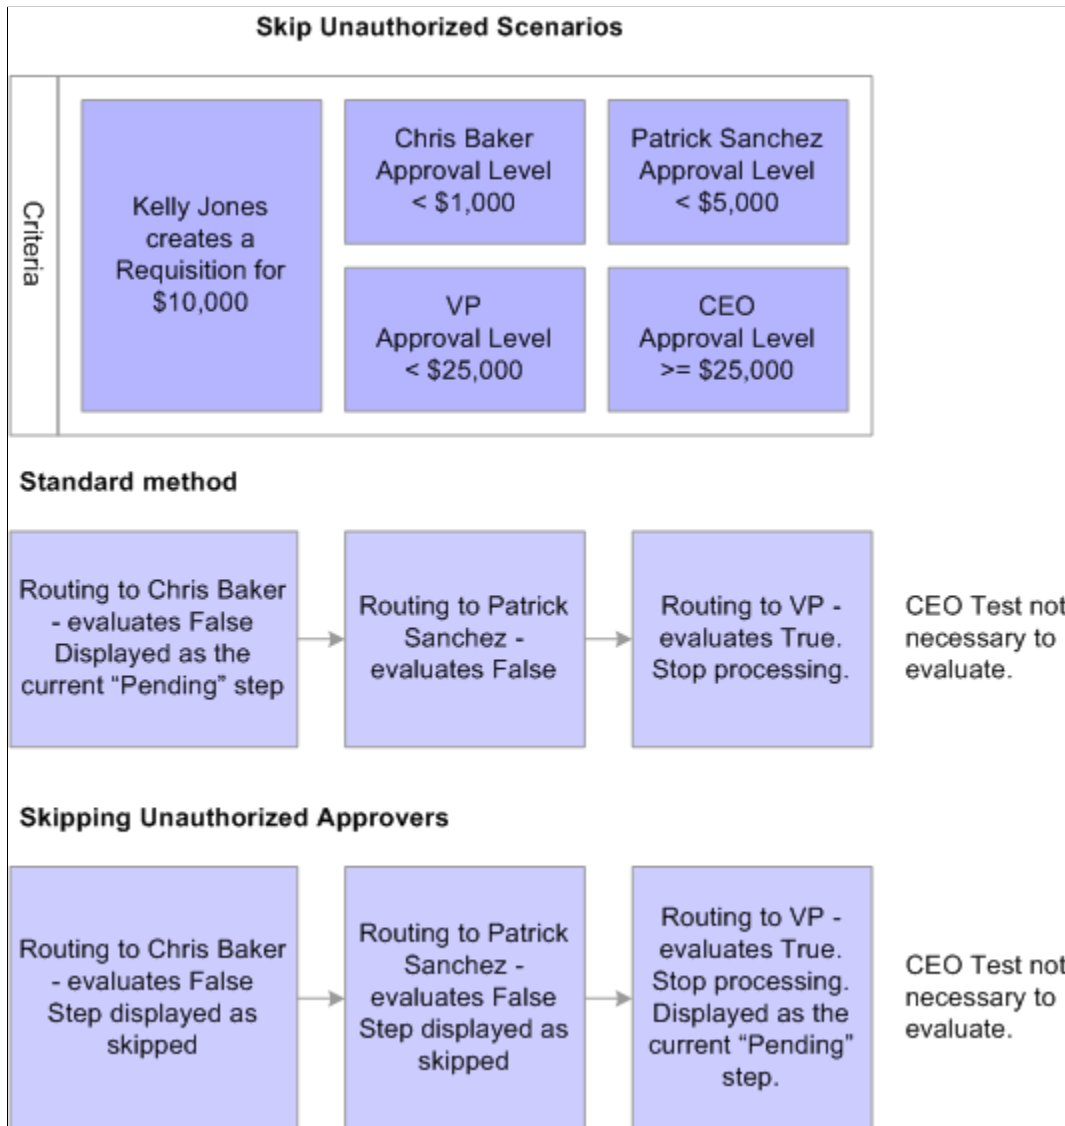 Skip Unauthorized Scenarios
Criteria
Kelly Jones
creates a
Requisition for
$10,000
Chris Baker
Approval Level
< $1,000
Patrick Sanchez
Approval Level
< $5,000
VP
Approval Level
< $25,000
CEO
Approval Level
>= $25,000
Standard method
Routing to Chris Baker
- evaluates False
Displayed as the
current “Pending” step
Routing to Patrick
Sanchez -
evaluates False
Routing to VP -
evaluates True.
Stop processing.
CEO Test not
necessary to
evaluate.
Skipping Unauthorized Approvers
Routing to Chris Baker
- evaluates False
Step displayed as
skipped
Routing to Patrick
Sanchez -
evaluates False
Step displayed as
skipped
Routing to VP -
evaluates True.
Stop processing.
Displayed as the
current “Pending”
step.
CEO Test not
necessary to
evaluate.